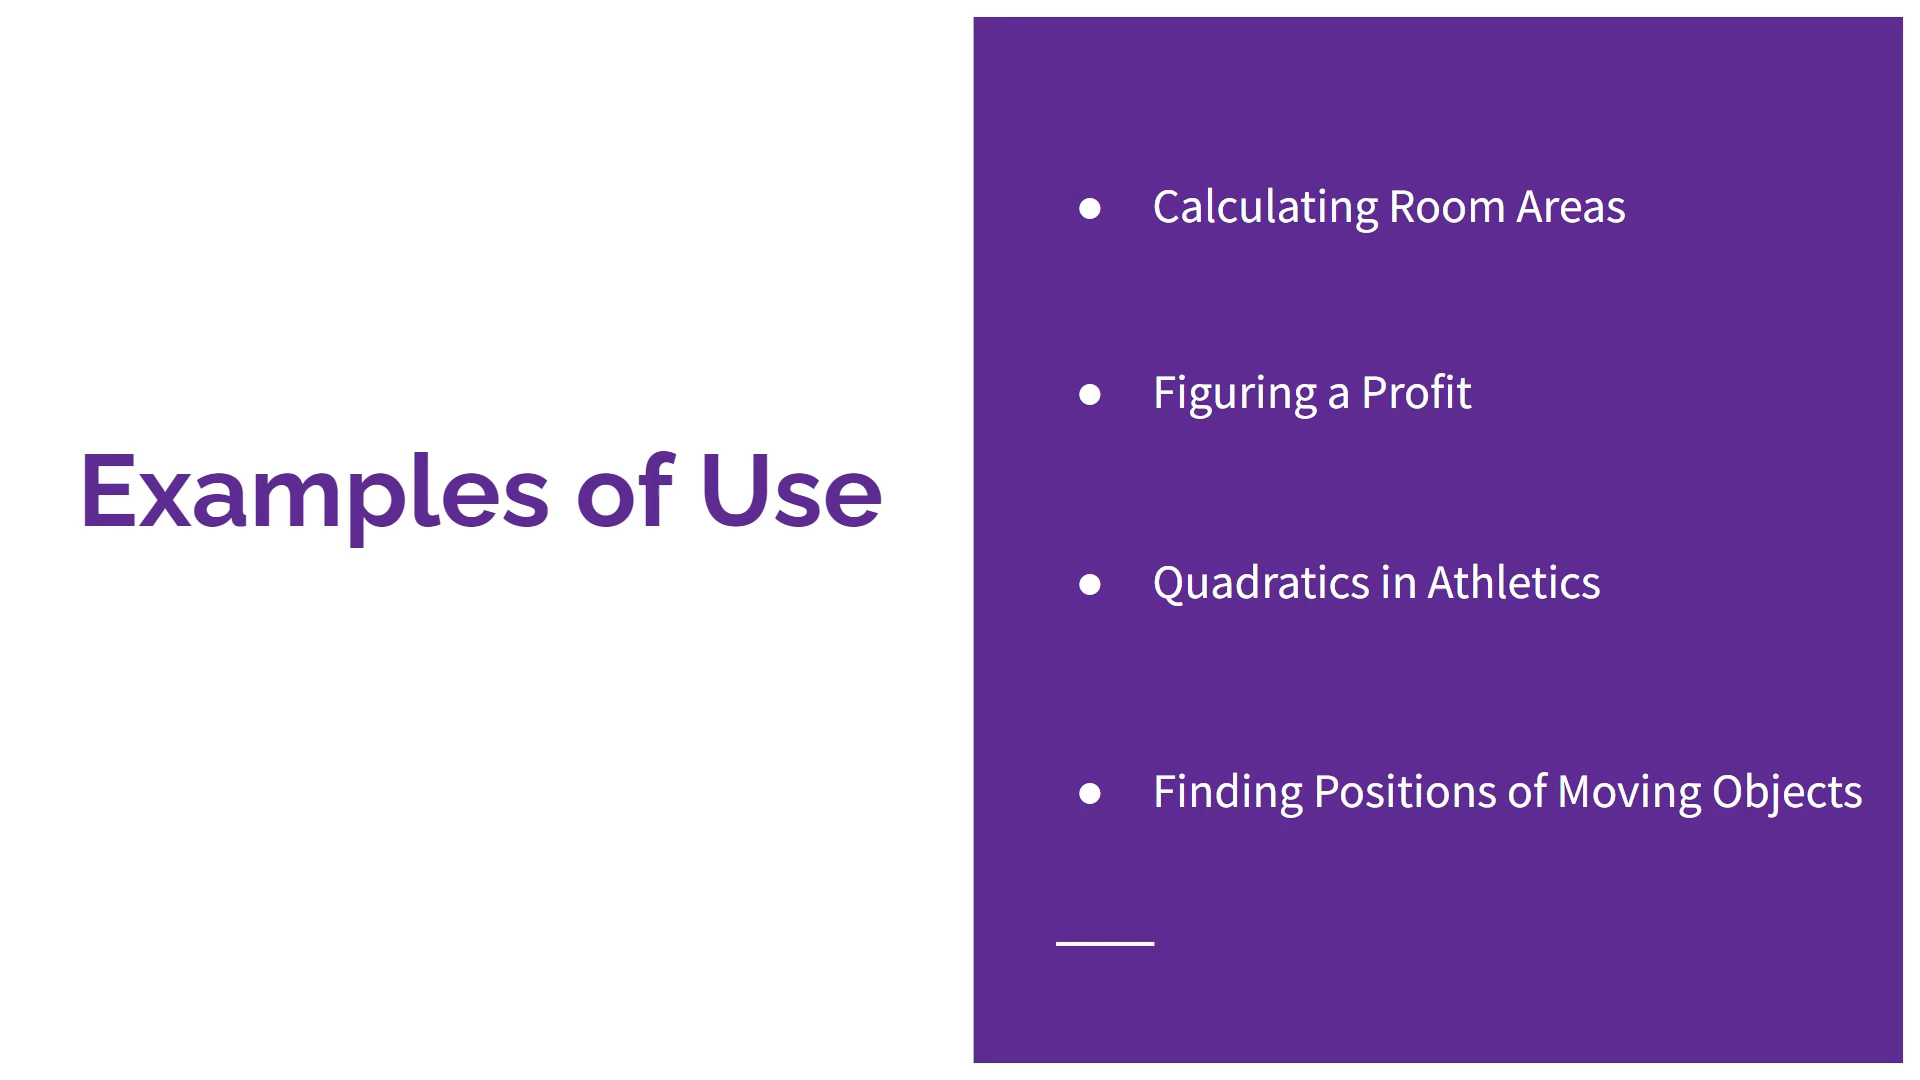 Examples of Use
● Calculating Room Areas
● Figuring a Profit
● Quadratics in Athletics
● Finding Positions of Moving Objects